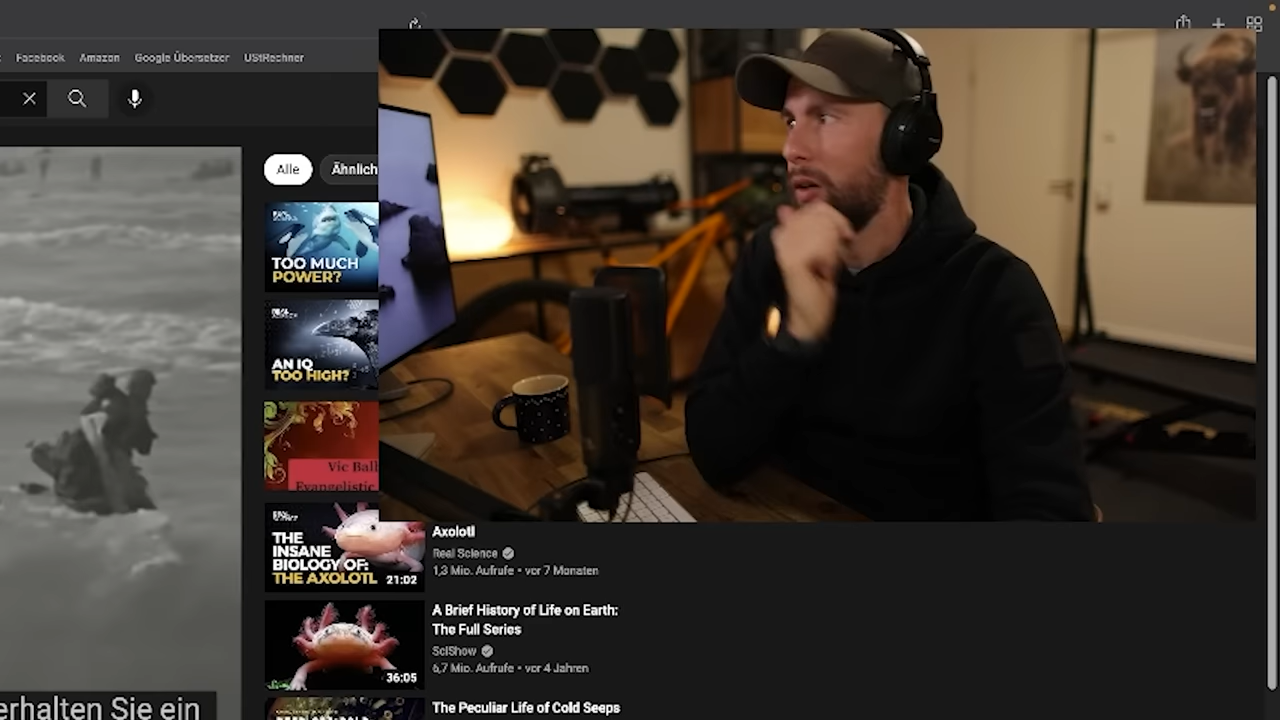 Facebook
Amazon
Google Übersetzer
UStRechner
Alle
Ähnlich
TOO MUCH
POWER?
AN IQ
TOO HIGH?
Vic Ball
Evangelistic
THE
INSANE
BIOLOGY OF:
THE AXOLOTL
21:02
Axolotl
Real Science
1,3 Mio. Aufrufe • vor 7 Monaten
36:05
A Brief History of Life on Earth:
The Full Series
SciShow
6,7 Mio. Aufrufe • vor 4 Jahren
The Peculiar Life of Cold Seeps
erhalten Sie ein